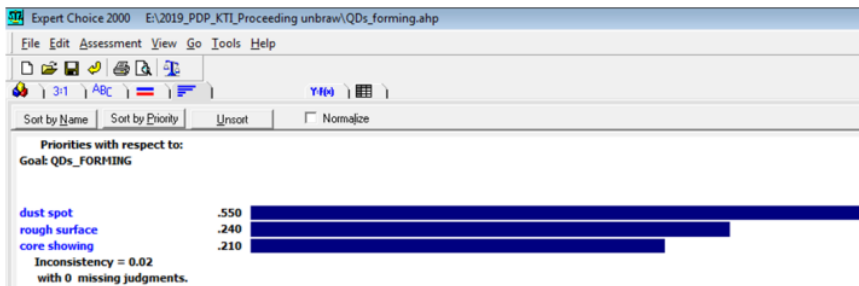 Expert Choice 2000 E:\2019_PDP_KTI_Proceeding unbraw\QDs_forming.ahp
File Edit Assessment View Go Tools Help
3:1 ABC Y-f(x)
Sort by Name Sort by Priority Unsort Normalize
Priorities with respect to:
Goal: QDs_FORMING
dust spot .550
rough surface .240
core showing .210
Inconsistency = 0.02
with 0 missing judgments.